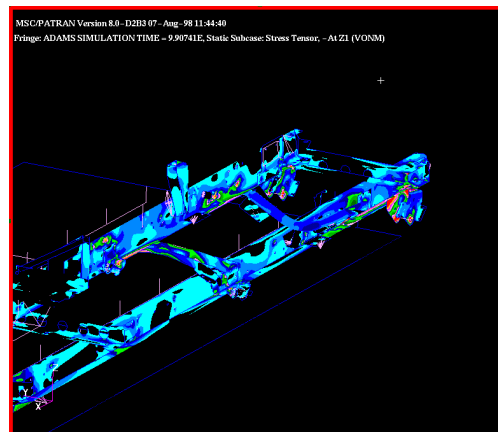 MSC/PATRAN Version 8.0-D2B3 07-Aug-98 11:44:40
Fringe: ADAMS SIMULATION TIME = 9.90741E, Static Subcase: Stress Tensor, -At Z1 (VONM)
Y
X